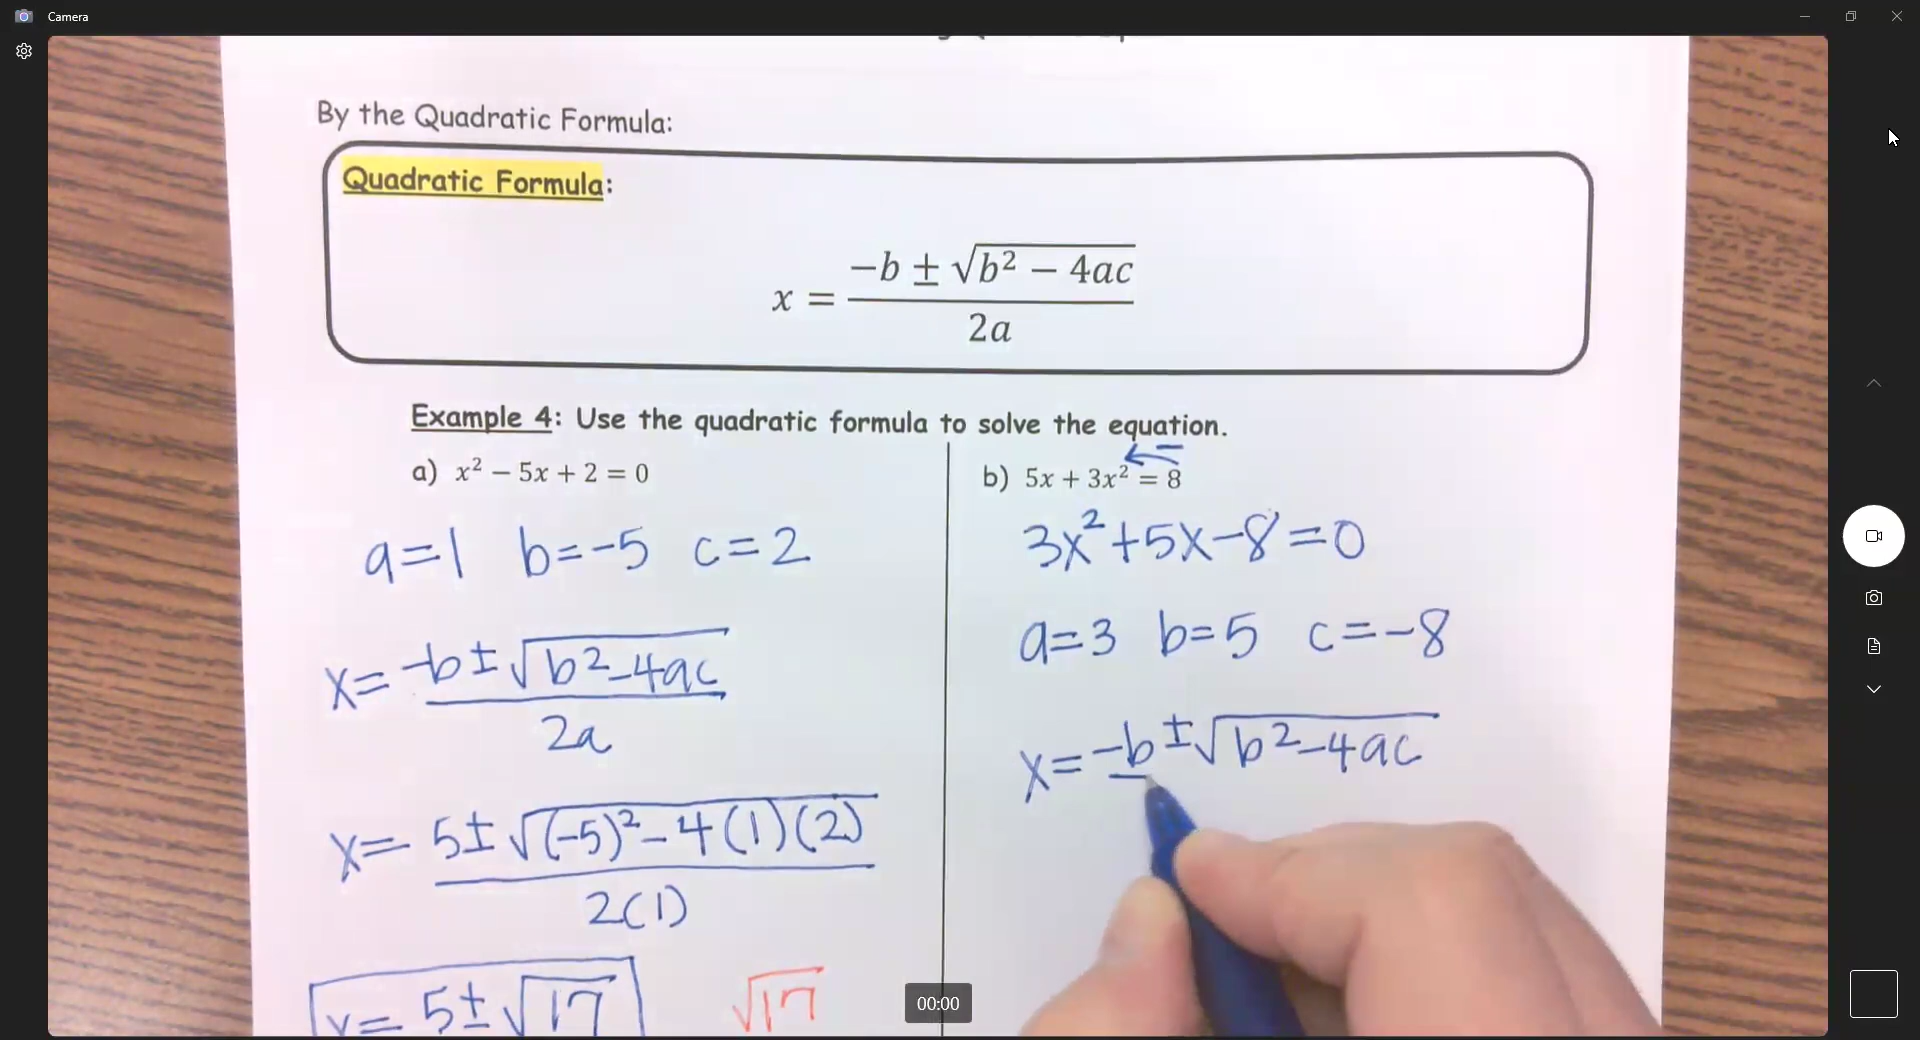 Camera
By the Quadratic Formula:
Quadratic Formula:
x = (−b ± √(b² − 4ac)) / 2a
Example 4: Use the quadratic formula to solve the equation.
a) x² − 5x + 2 = 0
a=1 b=-5 c=2
x= (-b±√(b²-4ac)) / 2a
x= (5±√((-5)²-4(1)(2))) / 2(1)
x= 5±√17
√17
b) 5x + 3x² = 8
3x²+5x-8=0
a=3 b=5 c=-8
x= -b±√(b²-4ac)
00:00